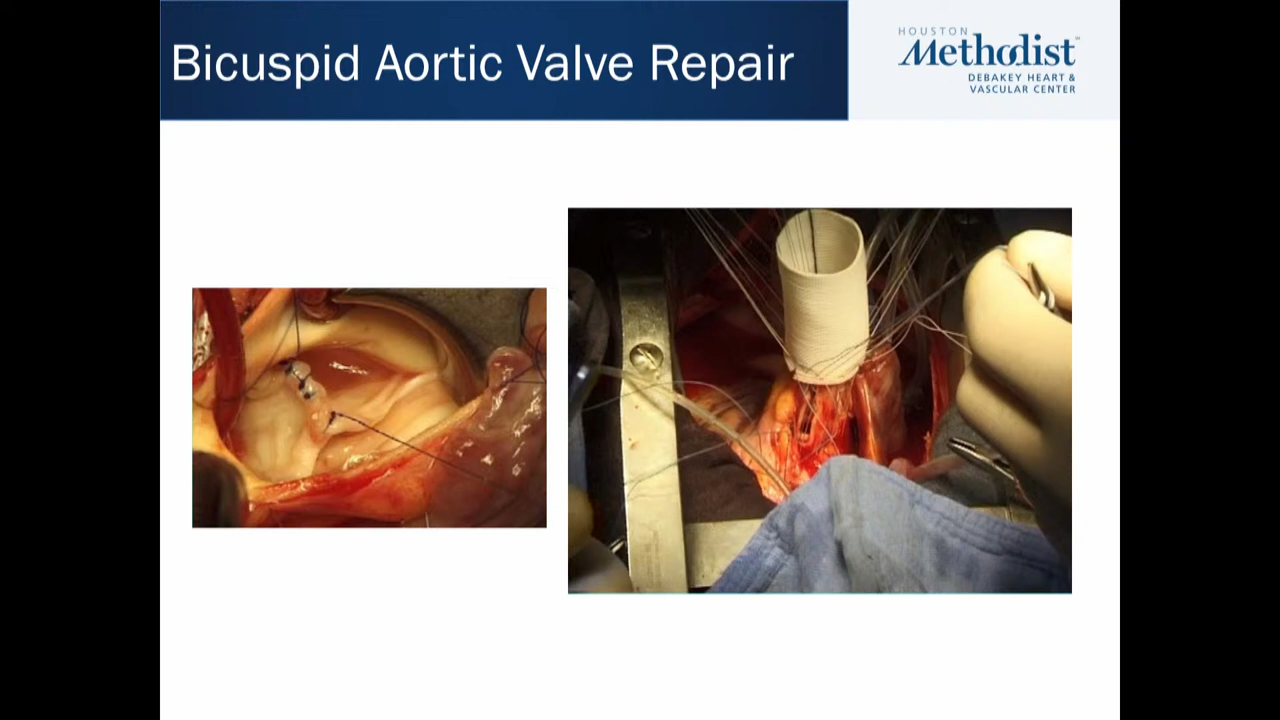 Bicuspid Aortic Valve Repair
HOUSTON
Methodist
DEBAKEY HEART &
VASCULAR CENTER